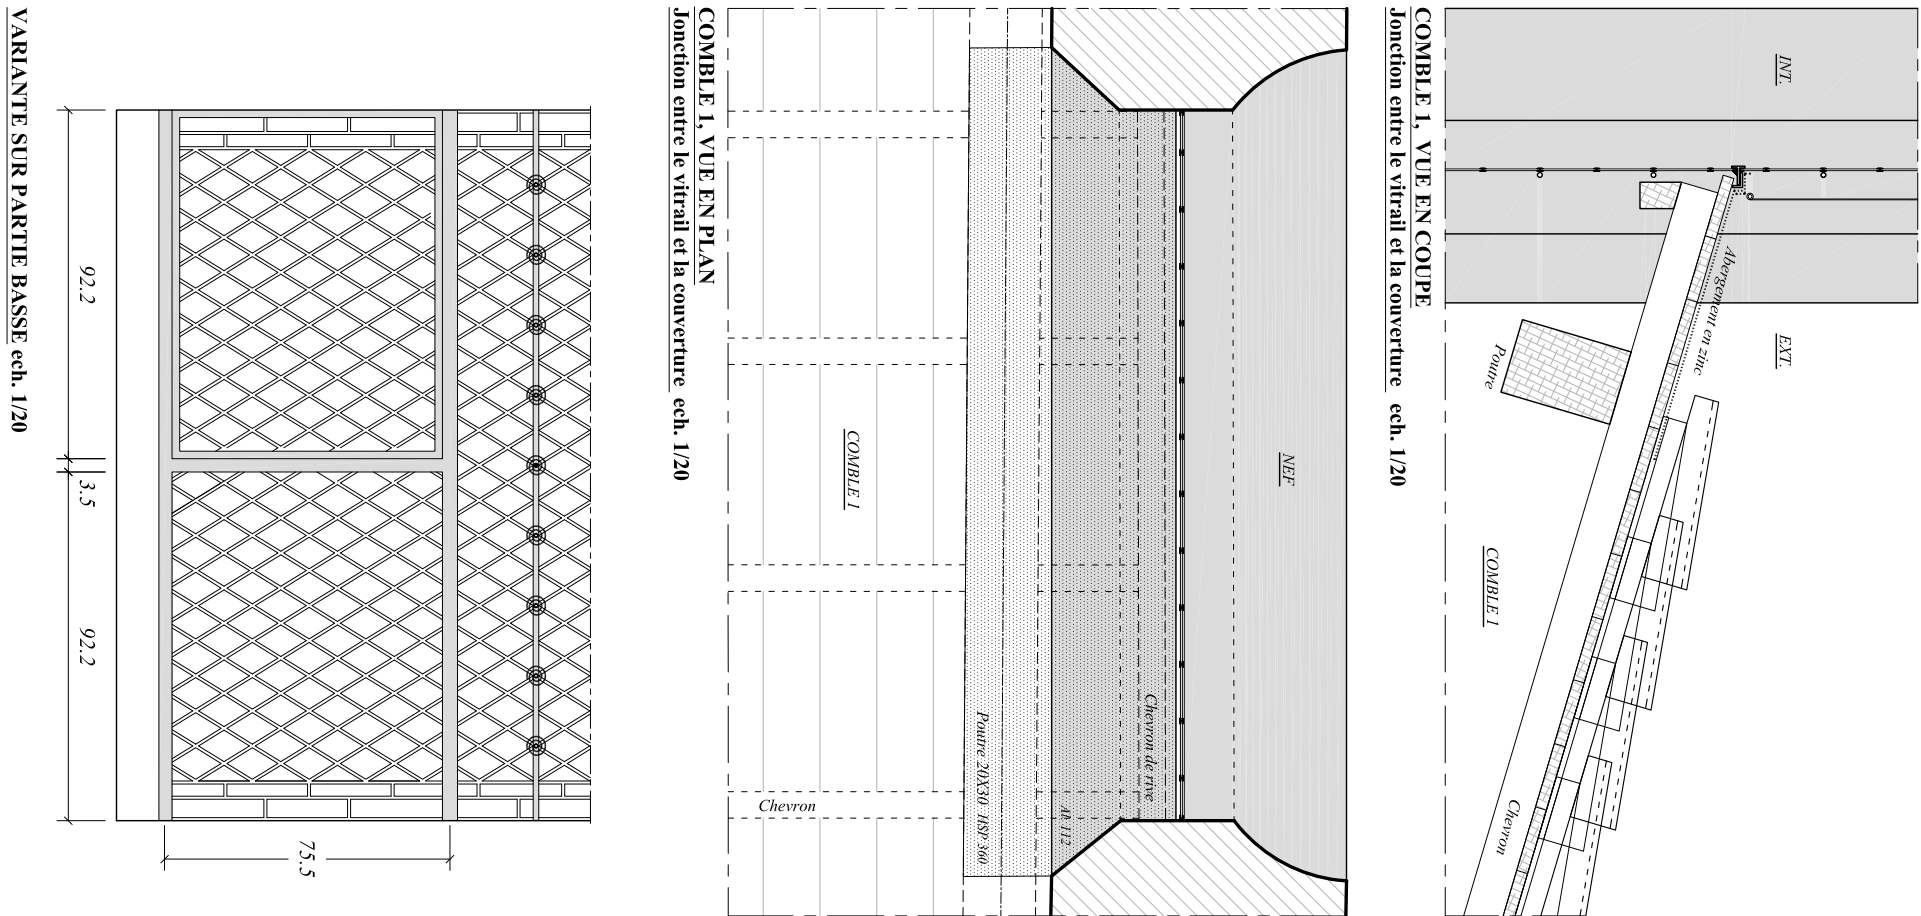 COMBLE 1, VUE EN COUPE
Jonction entre le vitrail et la couverture ech. 1/20
INT.
EXT.
Abergement en zinc
Poutre
COMBLE 1
Chevron
COMBLE 1, VUE EN PLAN
Jonction entre le vitrail et la couverture ech. 1/20
NEF
COMBLE 1
Chevron de rive
Al. 112
Poutre 20X30 HSP 360
Chevron
VARIANTE SUR PARTIE BASSE ech. 1/20
92.2
3.5
92.2
75.5